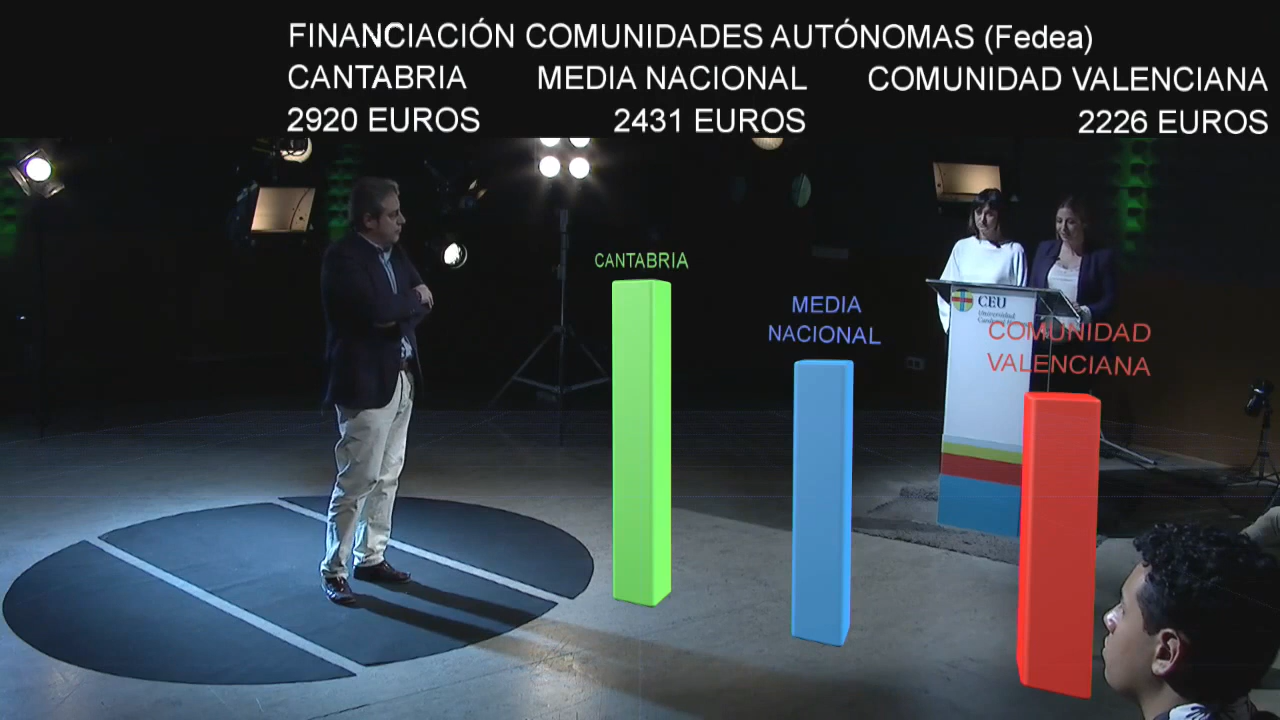 FINANCIACIÓN COMUNIDADES AUTÓNOMAS (Fedea)
CANTABRIA MEDIA NACIONAL COMUNIDAD VALENCIANA
2920 EUROS 2431 EUROS 2226 EUROS
CANTABRIA
MEDIA
NACIONAL
CEU
Universidad
COMUNIDAD
VALENCIANA